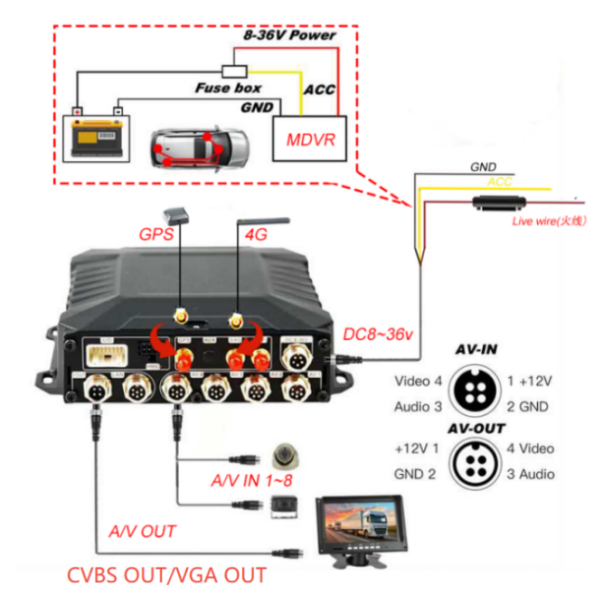 8-36V Power
Fuse box
ACC
GND
MDVR
GND
ACC
Live wire(火线)
GPS
4G
DC8~36v
AV-IN
Video 4
1 +12V
Audio 3
2 GND
AV-OUT
+12V 1
4 Video
GND 2
3 Audio
A/V IN 1~8
A/V OUT
CVBS OUT/VGA OUT